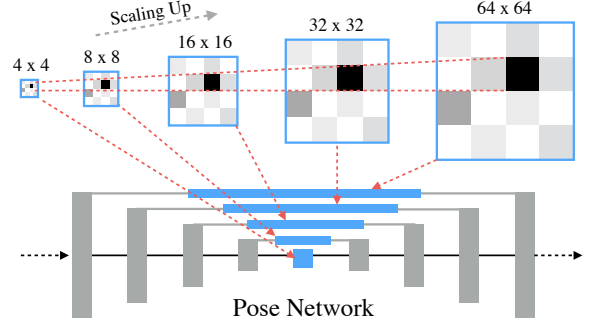 Scaling Up
4 x 4
8 x 8
16 x 16
32 x 32
64 x 64
Pose Network